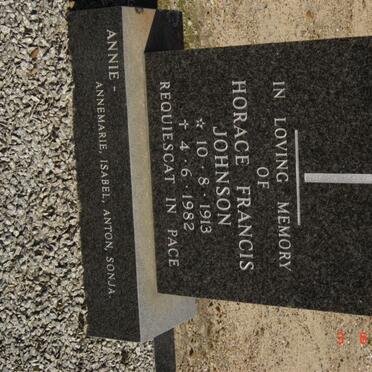 IN LOVING MEMORY
OF
HORACE FRANCIS
JOHNSON
☆ 10 . 8 . 1913
✝ 4 . 6 . 1982
REQUIESCAT IN PACE
ANNIE -
ANNEMARIE, ISABEL, ANTON, SONJA